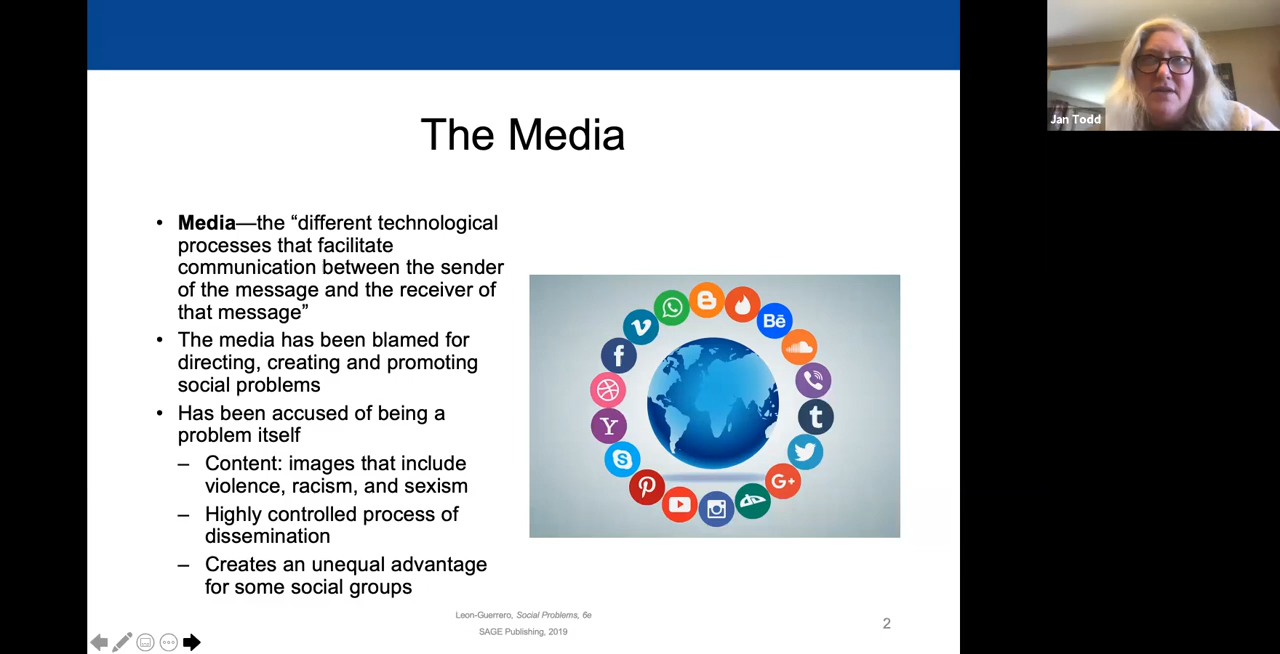 The Media
• Media—the “different technological
processes that facilitate
communication between the sender
of the message and the receiver of
that message”
• The media has been blamed for
directing, creating and promoting
social problems
• Has been accused of being a
problem itself
– Content: images that include
violence, racism, and sexism
– Highly controlled process of
dissemination
– Creates an unequal advantage
for some social groups
Bē
f
t
Y
G+
Leon-Guerrero, Social Problems, 6e
SAGE Publishing, 2019
2
Jan Todd